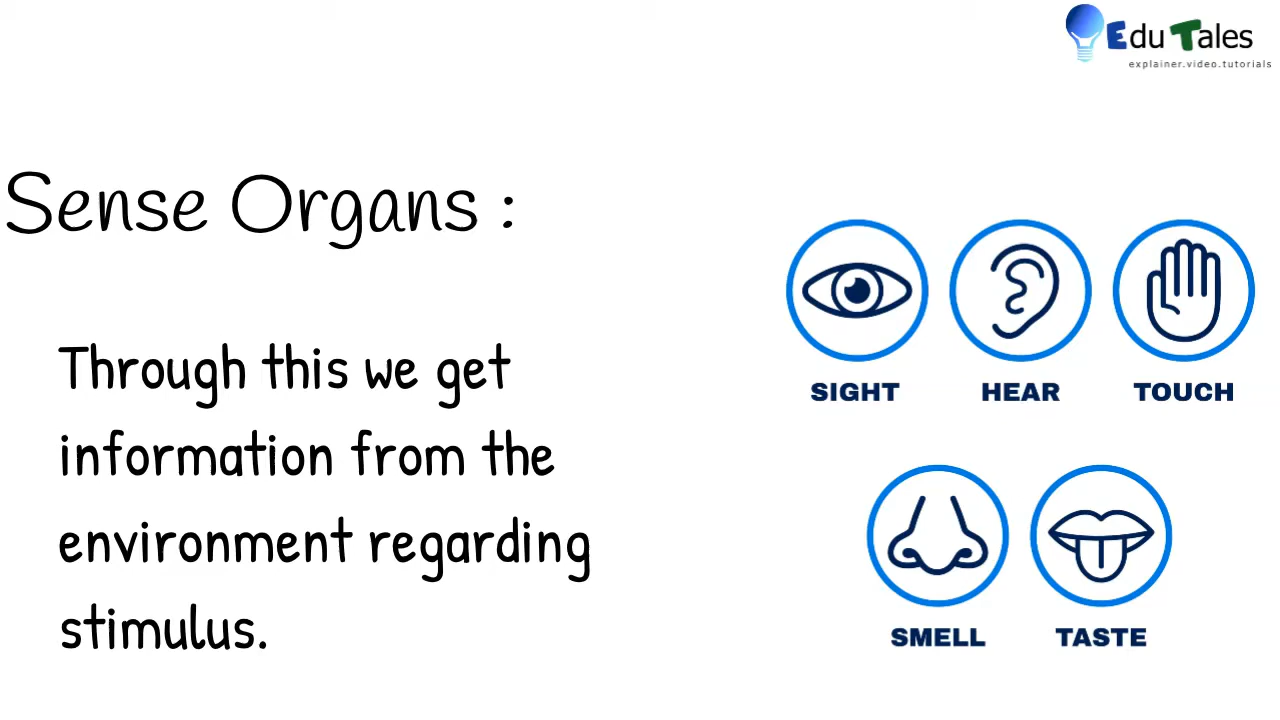 Edu Tales
explainer.video.tutorials
Sense Organs :
Through this we get
information from the
environment regarding
stimulus.
SIGHT HEAR TOUCH
SMELL TASTE